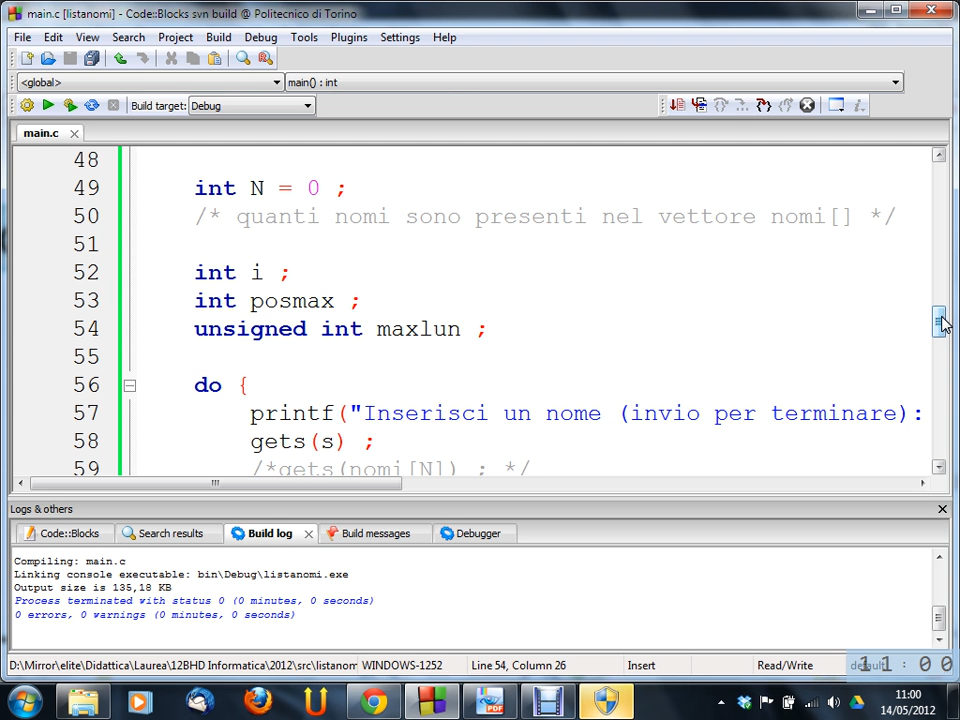 main.c [listanomi] - Code::Blocks svn build @ Politecnico di Torino
File Edit View Search Project Build Debug Tools Plugins Settings Help
<global> main() : int
Build target: Debug
main.c
48
49 int N = 0 ;
50 /* quanti nomi sono presenti nel vettore nomi[] */
51
52 int i ;
53 int posmax ;
54 unsigned int maxlun ;
55
56 do {
57 printf("Inserisci un nome (invio per terminare):
58 gets(s) ;
59 /*gets(nomi[N]) ; */
Logs & others
Code::Blocks Search results Build log Build messages Debugger
Compiling: main.c
Linking console executable: bin\Debug\listanomi.exe
Output size is 135,18 KB
Process terminated with status 0 (0 minutes, 0 seconds)
0 errors, 0 warnings (0 minutes, 0 seconds)
D:\Mirror\elite\Didattica\Laurea\12BHD Informatica\2012\src\listanom WINDOWS-1252 Line 54, Column 26 Insert Read/Write default
11:00
PDF
11:00
14/05/2012